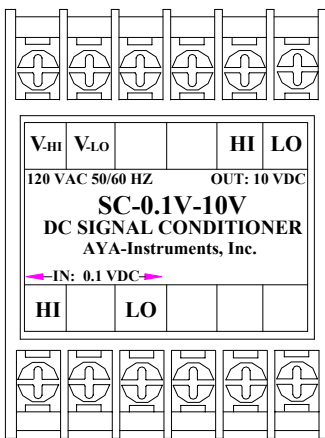 V-HI V-LO HI LO
120 VAC 50/60 HZ OUT: 10 VDC
SC-0.1V-10V
DC SIGNAL CONDITIONER
AYA-Instruments, Inc.
IN: 0.1 VDC
HI LO